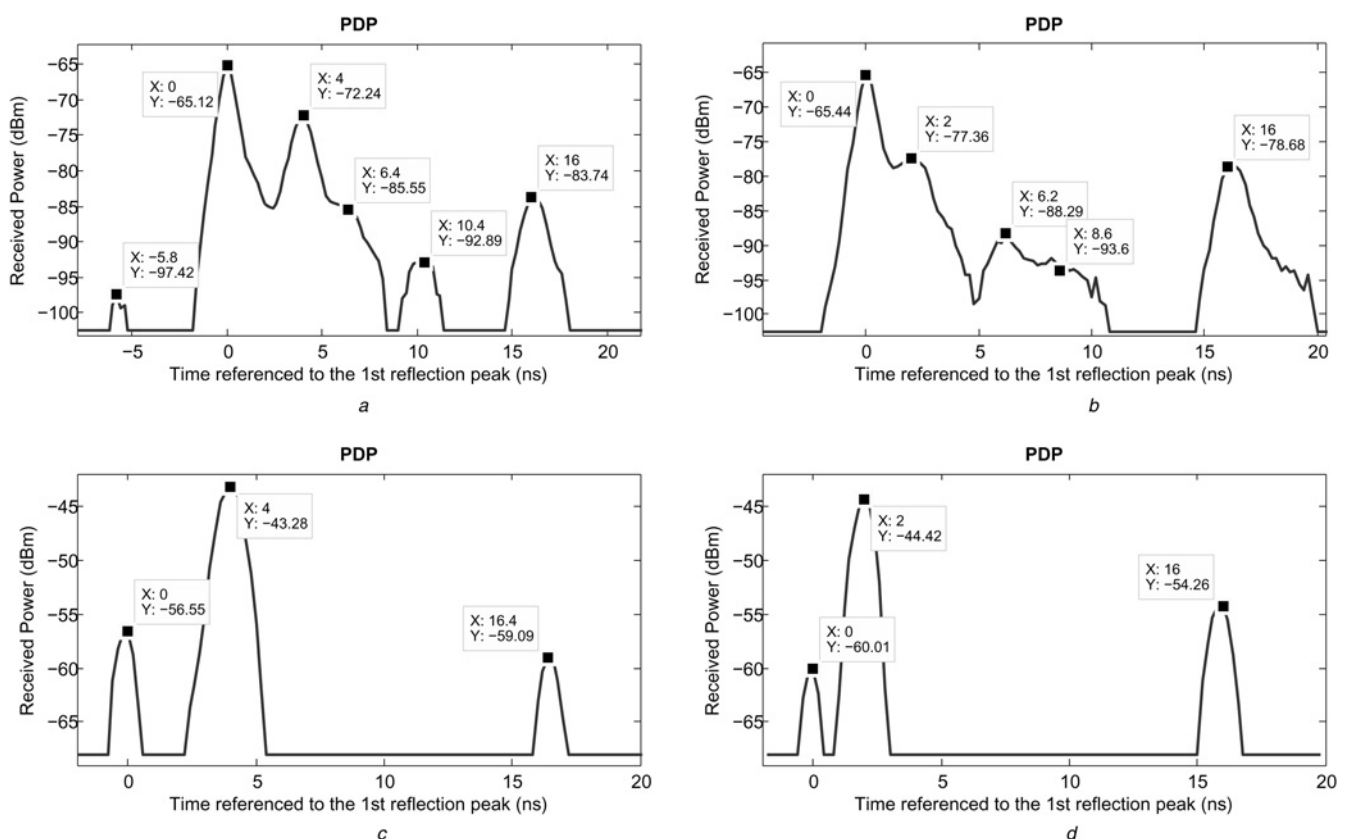 PDP
Received Power (dBm)
−65
−70
−75
−80
−85
−90
−95
−100
X: 0
Y: −65.12
X: 4
Y: −72.24
X: 6.4
Y: −85.55
X: 16
Y: −83.74
X: 10.4
Y: −92.89
X: −5.8
Y: −97.42
−5 0 5 10 15 20
Time referenced to the 1st reflection peak (ns)
a
PDP
Received Power (dBm)
−65
−70
−75
−80
−85
−90
−95
−100
X: 0
Y: −65.44
X: 2
Y: −77.36
X: 16
Y: −78.68
X: 6.2
Y: −88.29
X: 8.6
Y: −93.6
0 5 10 15 20
Time referenced to the 1st reflection peak (ns)
b
PDP
Received Power (dBm)
−45
−50
−55
−60
−65
X: 4
Y: −43.28
X: 0
Y: −56.55
X: 16.4
Y: −59.09
0 5 10 15 20
Time referenced to the 1st reflection peak (ns)
c
PDP
Received Power (dBm)
−45
−50
−55
−60
−65
X: 2
Y: −44.42
X: 16
Y: −54.26
X: 0
Y: −60.01
0 5 10 15 20
Time referenced to the 1st reflection peak (ns)
d